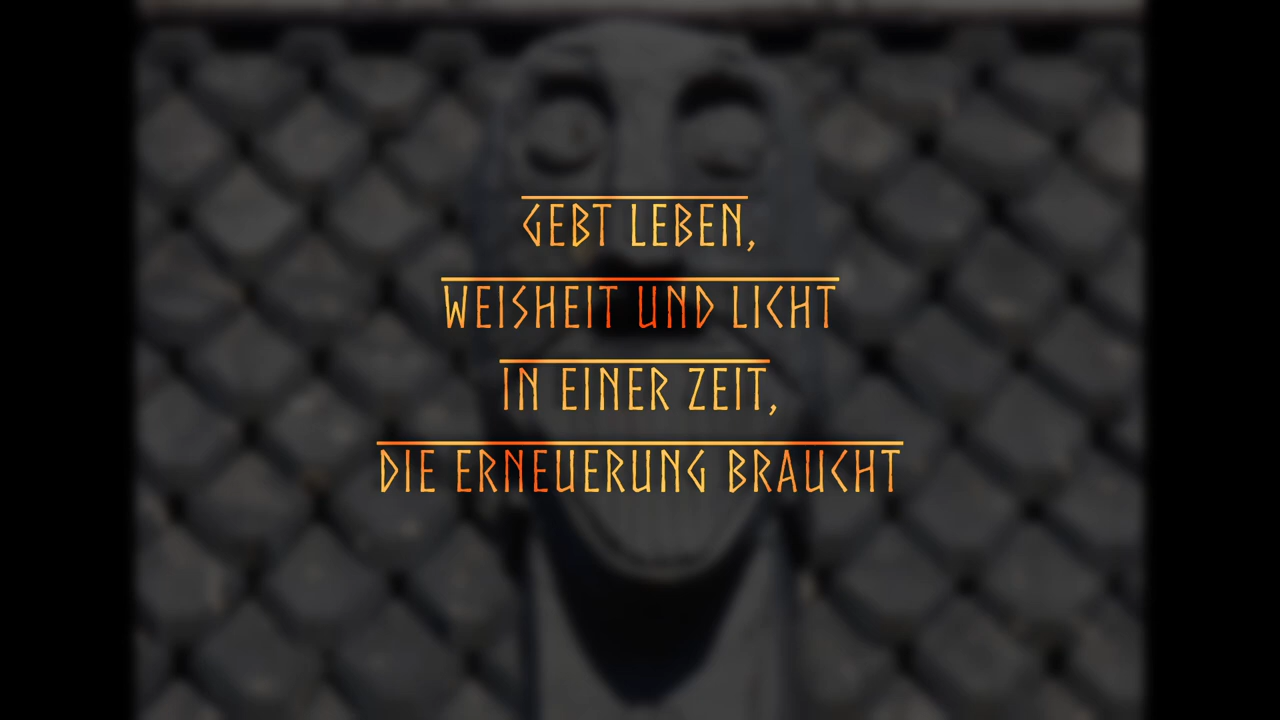 GEBT LEBEN,
WEISHEIT UND LICHT
IN EINER ZEIT,
DIE ERNEUERUNG BRAUCHT